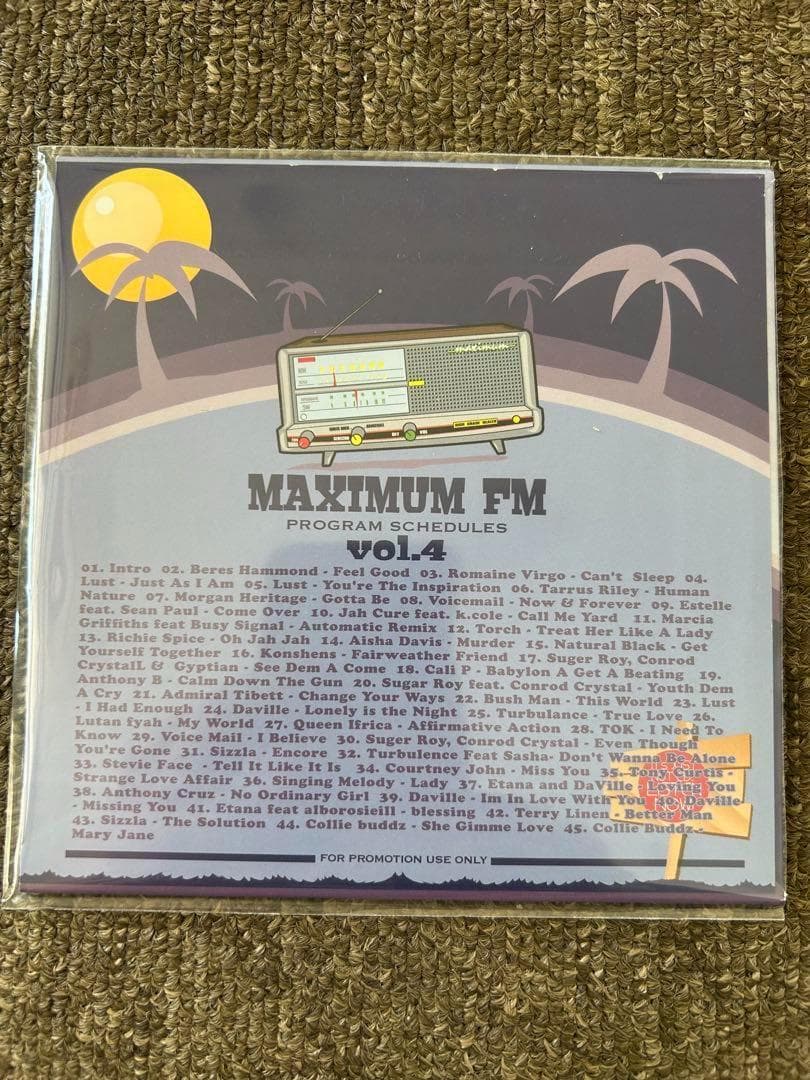 MAXIMUM FM
PROGRAM SCHEDULES
vol.4
01. Intro 02. Beres Hammond - Feel Good 03. Romaine Virgo - Can't Sleep 04.
Lust - Just As I Am 05. Lust - You're The Inspiration 06. Tarrus Riley - Human
Nature 07. Morgan Heritage - Gotta Be 08. Voicemail - Now & Forever 09. Estelle
feat. Sean Paul - Come Over 10. Jah Cure feat. k.cole - Call Me Yard 11. Marcia
Griffiths feat Busy Signal - Automatic Remix 12. Torch - Treat Her Like A Lady
13. Richie Spice - Oh Jah Jah 14. Aisha Davis - Murder 15. Natural Black - Get
Yourself Together 16. Konshens - Fairweather Friend 17. Suger Roy, Conrod
CrystalL & Gyptian - See Dem A Come 18. Cali P - Babylon A Get A Beating 19.
Anthony B - Calm Down The Gun 20. Sugar Roy feat. Conrod Crystal - Youth Dem
A Cry 21. Admiral Tibett - Change Your Ways 22. Bush Man - This World 23. Lust
- I Had Enough 24. Daville - Lonely is the Night 25. Turbulance - True Love 26.
Lutan fyah - My World 27. Queen Ifrica - Affirmative Action 28. TOK - I Need To
Know 29. Voice Mail - I Believe 30. Suger Roy, Conrod Crystal - Even Though
You're Gone 31. Sizzla - Encore 32. Turbulence Feat Sasha- Don't Wanna Be Alone
33. Stevie Face - Tell It Like It Is 34. Courtney John - Miss You 35. Tony Curtis -
Strange Love Affair 36. Singing Melody - Lady 37. Etana and DaVille - Loving You
38. Anthony Cruz - No Ordinary Girl 39. Daville - Im In Love With You 40. Daville
- Missing You 41. Etana feat alborosieill - blessing 42. Terry Linen - Better Man
43. Sizzla - The Solution 44. Collie buddz - She Gimme Love 45. Collie Buddz -
Mary Jane
FOR PROMOTION USE ONLY